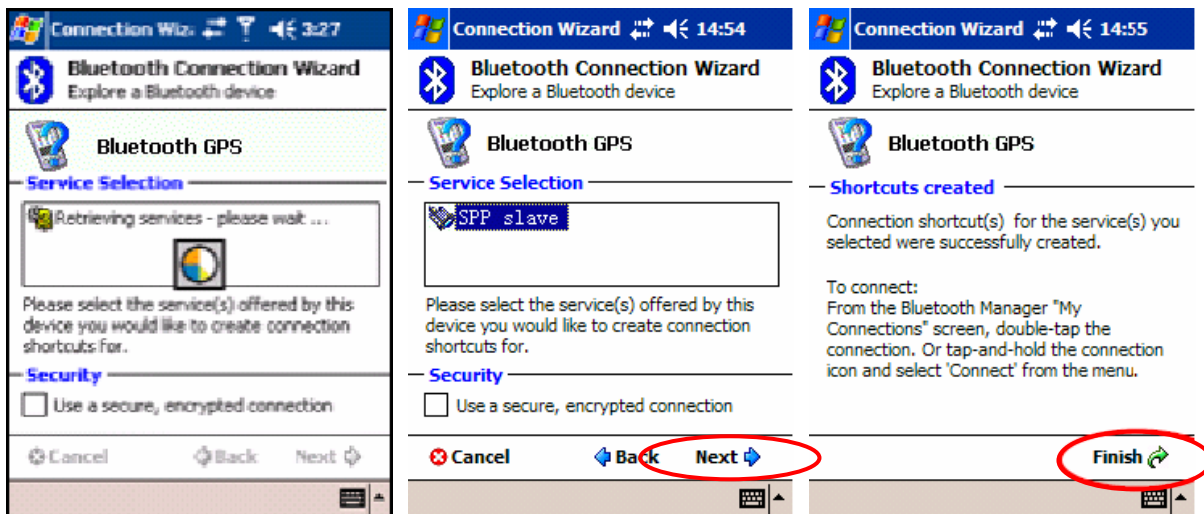 Connection Wiz. 3:27
Bluetooth Connection Wizard
Explore a Bluetooth device
Bluetooth GPS
Service Selection
Retrieving services - please wait ...
Please select the service(s) offered by this
device you would like to create connection
shortcuts for.
Security
Use a secure, encrypted connection
Cancel Back Next
Connection Wizard 14:54
Bluetooth Connection Wizard
Explore a Bluetooth device
Bluetooth GPS
Service Selection
SPP slave
Please select the service(s) offered by this
device you would like to create connection
shortcuts for.
Security
Use a secure, encrypted connection
Cancel Back Next
Connection Wizard 14:55
Bluetooth Connection Wizard
Explore a Bluetooth device
Bluetooth GPS
Shortcuts created
Connection shortcut(s) for the service(s) you
selected were successfully created.
To connect:
From the Bluetooth Manager "My
Connections" screen, double-tap the
connection. Or tap-and-hold the connection
icon and select 'Connect' from the menu.
Finish